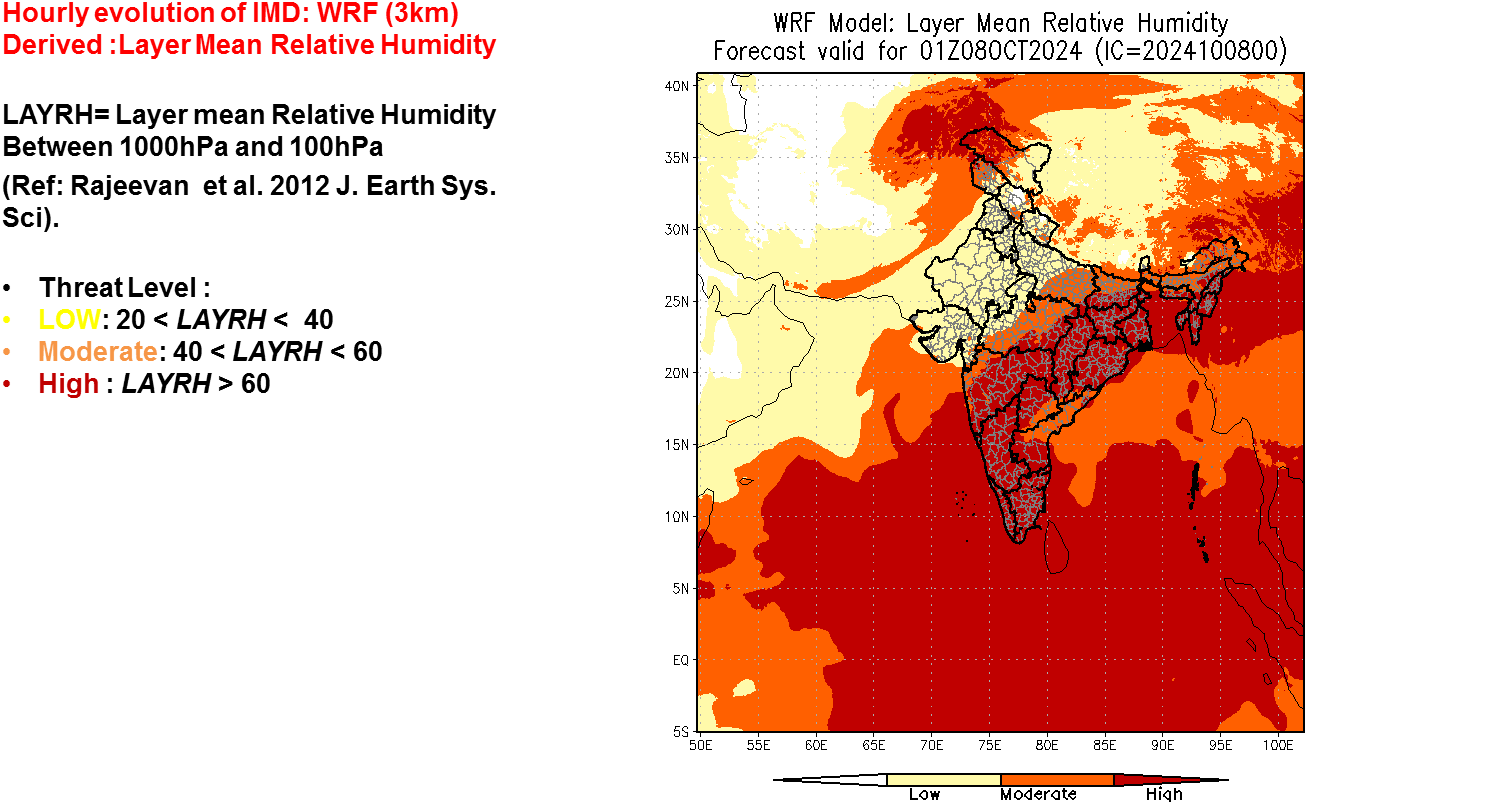 Hourly evolution of IMD: WRF (3km)
Derived :Layer Mean Relative Humidity
LAYRH= Layer mean Relative Humidity
Between 1000hPa and 100hPa
(Ref: Rajeevan et al. 2012 J. Earth Sys.
Sci).
• Threat Level :
• LOW: 20 < LAYRH < 40
• Moderate: 40 < LAYRH < 60
• High : LAYRH > 60
WRF Model: Layer Mean Relative Humidity
Forecast valid for 01Z08OCT2024 (IC=2024100800)
40N
35N
30N
25N
20N
15N
10N
5N
EQ
5S
50E 55E 60E 65E 70E 75E 80E 85E 90E 95E 100E
Low Moderate High